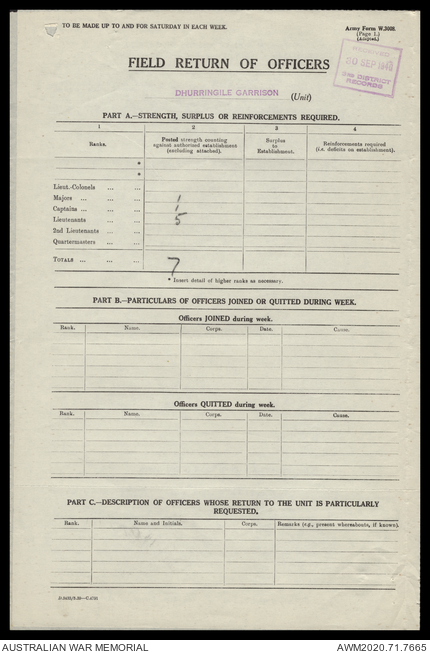 TO BE MADE UP TO AND FOR SATURDAY IN EACH WEEK.
Army Form W.3008.
(Page 1.)
(Adapted)
FIELD RETURN OF OFFICERS
SEP 1943
DISTRICT
RECORDS
DHURRINGILE GARRISON (Unit)
PART A.—STRENGTH, SURPLUS OR REINFORCEMENTS REQUIRED.
1 2 3 4
Ranks. Posted strength counting against authorized establishment (excluding attached). Surplus to Establishment. Reinforcements required (i.e. deficits on establishment).
*
*
Lieut.-Colonels ... ...
Majors ... ... ... 1
Captains ... ... ... 1
Lieutenants ... 5
2nd Lieutenants ... ...
Quartermasters ... ...
TOTALS ... ... ... 7
* Insert detail of higher ranks as necessary.
PART B.—PARTICULARS OF OFFICERS JOINED OR QUITTED DURING WEEK.
Officers JOINED during week.
Rank. Name. Corps. Date. Cause.
Officers QUITTED during week.
Rank. Name. Corps. Date. Cause.
PART C.—DESCRIPTION OF OFFICERS WHOSE RETURN TO THE UNIT IS PARTICULARLY
REQUESTED.
Rank. Name and Initials. Corps. Remarks (e.g., present whereabouts, if known).
AUSTRALIAN WAR MEMORIAL
AWM2020.71.7665